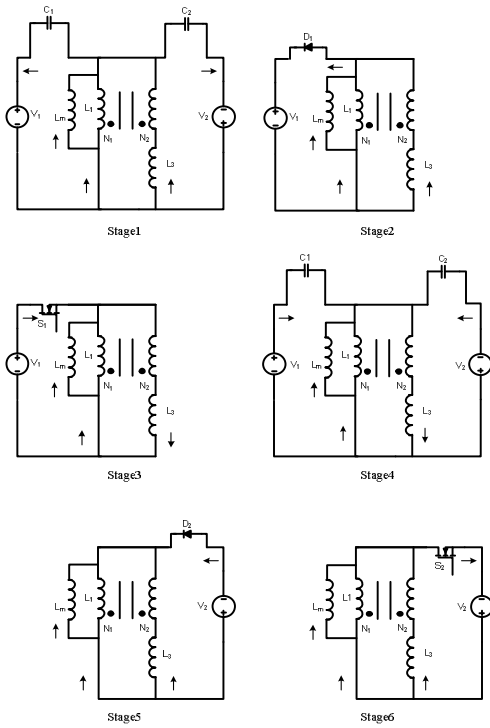 C1 C2
V1 Lm L1 N1 N2 L3 V2
Stage1
D1
V1 Lm L1 N1 N2 L3
Stage2
S1
V1 Lm L1 N1 N2 L3
Stage3
C1 C2
V1 Lm L1 N1 N2 L3 V2
Stage4
D2
Lm L1 N1 N2 L3 V2
Stage5
S2
Lm L1 N1 N2 L3 V2
Stage6